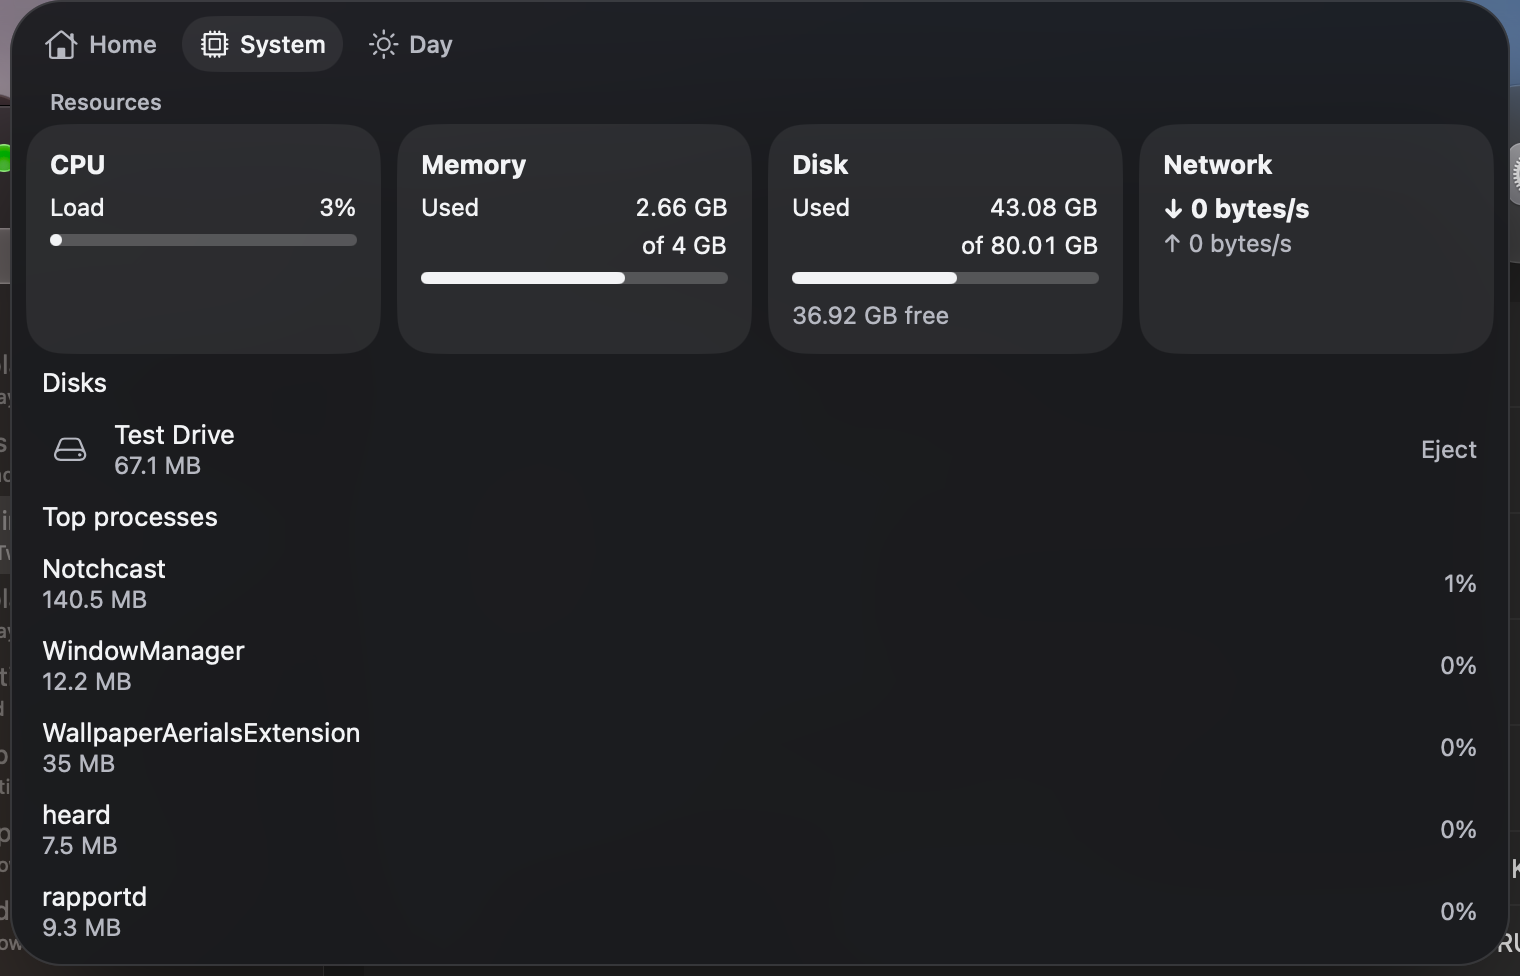 Home
System
Day
Resources
CPU
Load 3%
Memory
Used 2.66 GB
of 4 GB
Disk
Used 43.08 GB
of 80.01 GB
36.92 GB free
Network
↓ 0 bytes/s
↑ 0 bytes/s
Disks
Test Drive
67.1 MB
Eject
Top processes
Notchcast
140.5 MB
1%
WindowManager
12.2 MB
0%
WallpaperAerialsExtension
35 MB
0%
heard
7.5 MB
0%
rapportd
9.3 MB
0%